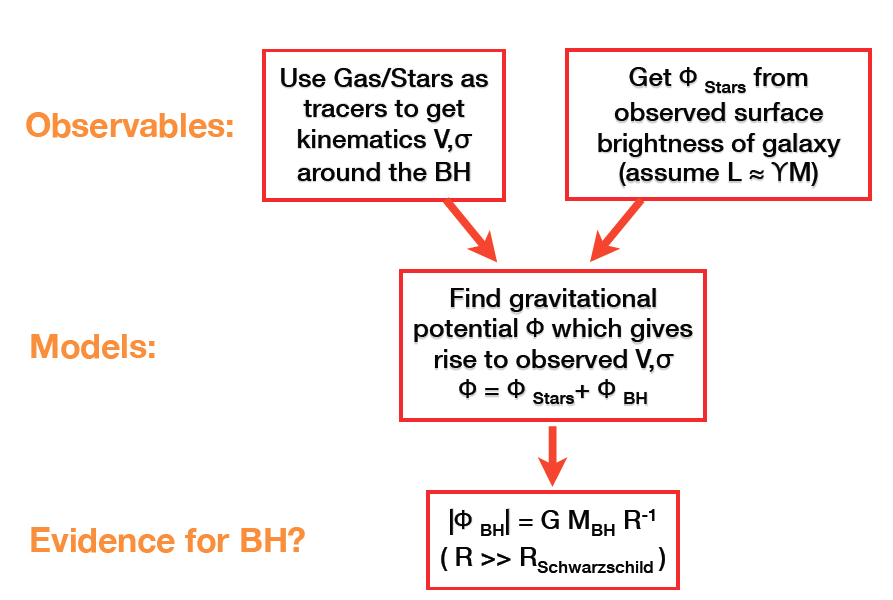 Observables:
Use Gas/Stars as
tracers to get
kinematics V,σ
around the BH
Get Φ Stars from
observed surface
brightness of galaxy
(assume L ≈ ϒM)
Models:
Find gravitational
potential Φ which gives
rise to observed V,σ
Φ = Φ Stars+ Φ BH
Evidence for BH?
|Φ BH| = G MBH R-1
( R >> RSchwarzschild )